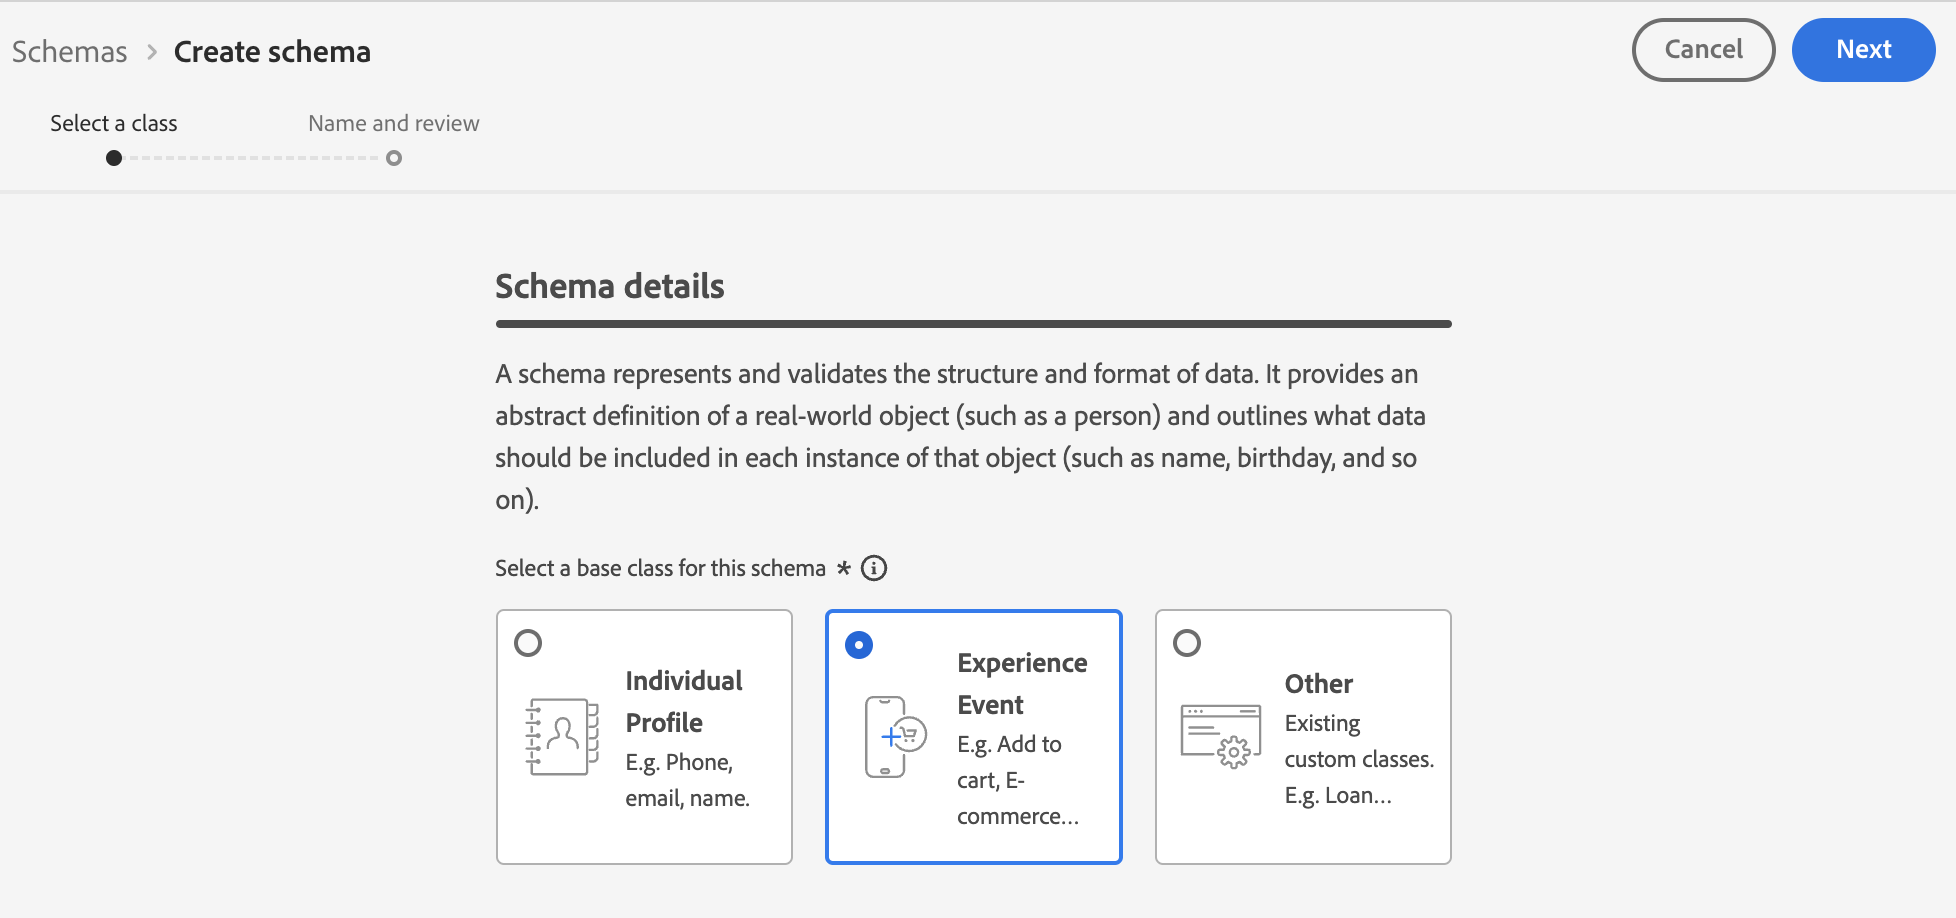 Schemas > Create schema
Cancel
Next
Select a class
Name and review
Schema details
A schema represents and validates the structure and format of data. It provides an
abstract definition of a real-world object (such as a person) and outlines what data
should be included in each instance of that object (such as name, birthday, and so
on).
Select a base class for this schema *
Individual
Profile
E.g. Phone,
email, name.
Experience
Event
E.g. Add to
cart, E-
commerce...
Other
Existing
custom classes.
E.g. Loan...